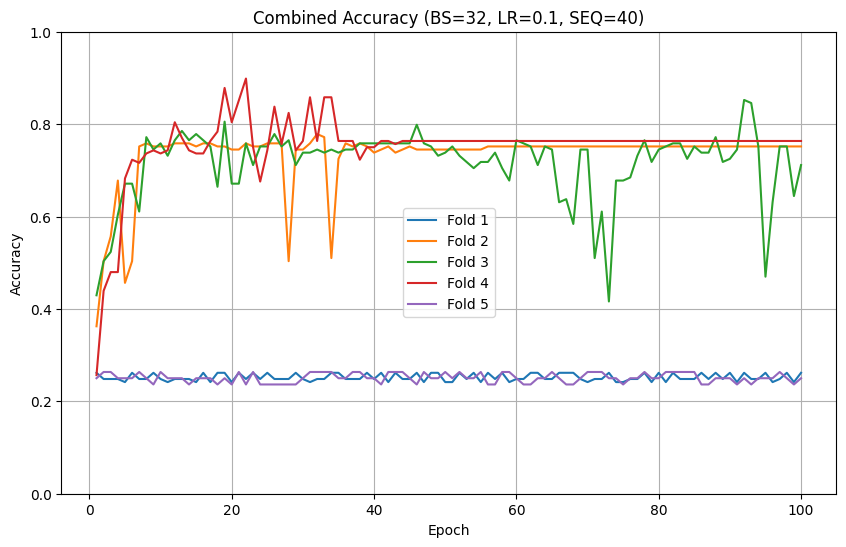 Combined Accuracy (BS=32, LR=0.1, SEQ=40)
1.0
0.8
0.6
0.4
0.2
0.0
Accuracy
Fold 1
Fold 2
Fold 3
Fold 4
Fold 5
0 20 40 60 80 100
Epoch